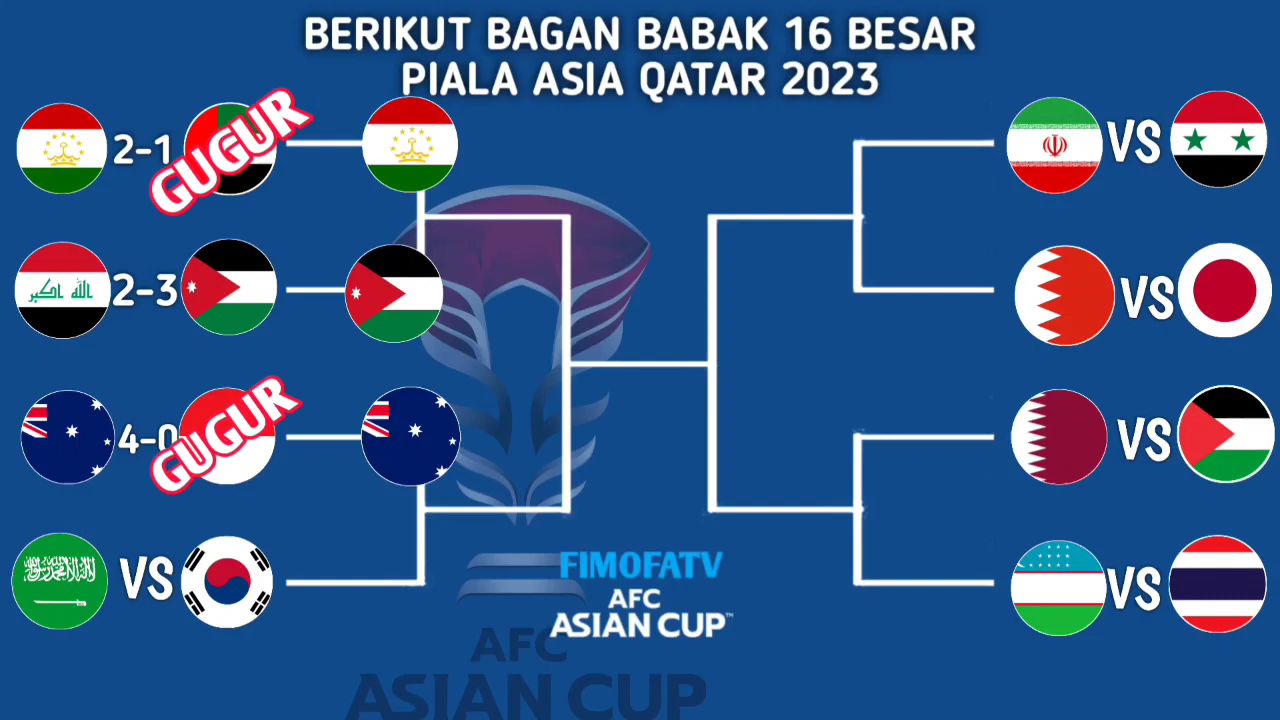 BERIKUT BAGAN BABAK 16 BESAR
PIALA ASIA QATAR 2023
2-1
GUGUR
VS
2-3
VS
4-0
GUGUR
VS
VS
VS
FIMOFATV
AFC
ASIAN CUP™
AFC
ASIAN CUP